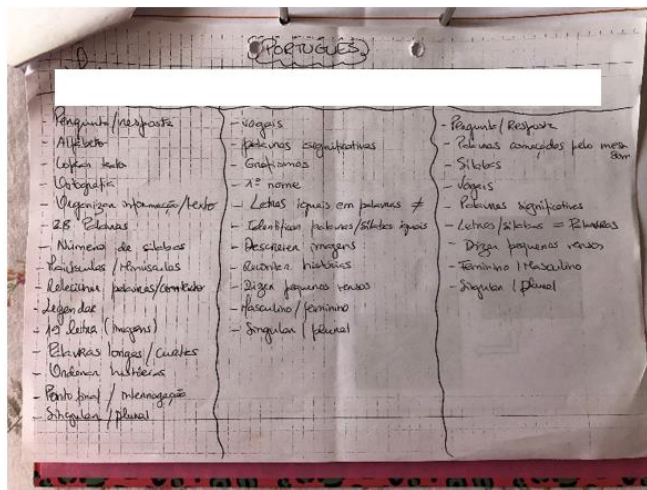 PORTUGUÊS
Pergunta/resposta
- Alfabeto
- Copiar texto
- Ortografia
- Organizar informação/texto
- 28 Palavras
- Número de sílabas
- Maiúsculas/Minúsculas
- Relacionar palavras/contexto
- Legendar
- 1ª letra (imagens)
- Palavras longas/curtas
- Ordenar histórias
- Ponto final / interrogação
- Singular/plural
- vogais
- palavras significativas
- Grafismos
- 1º nome
- Letras iguais em palavras ≠
- Identificar palavras/sílabas iguais
- Descrever imagens
- Recontar histórias
- Dizer pequenos versos
- Masculino/feminino
- Singular/plural
- Pergunta/Resposta
- Palavras começadas pelo mesmo
som
- Sílabas
- Vogais
- Palavras significativas
- Letras/sílabas = Palavras
- Dizer pequenos versos
- Feminino/Masculino
- Singular/plural